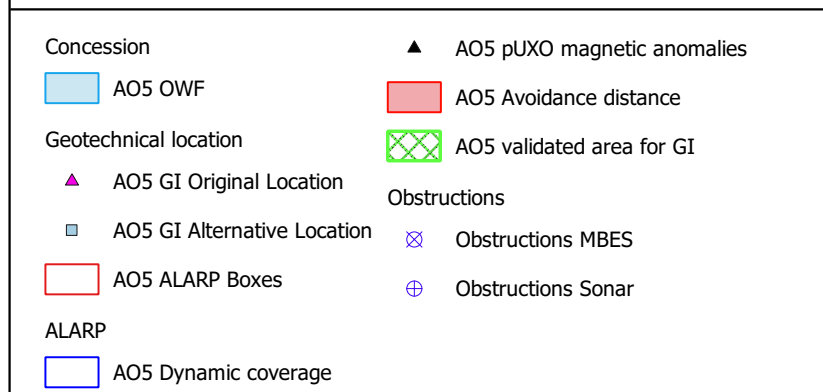 Concession
AO5 OWF
Geotechnical location
AO5 GI Original Location
AO5 GI Alternative Location
AO5 ALARP Boxes
ALARP
AO5 Dynamic coverage
AO5 pUXO magnetic anomalies
AO5 Avoidance distance
AO5 validated area for GI
Obstructions
Obstructions MBES
Obstructions Sonar